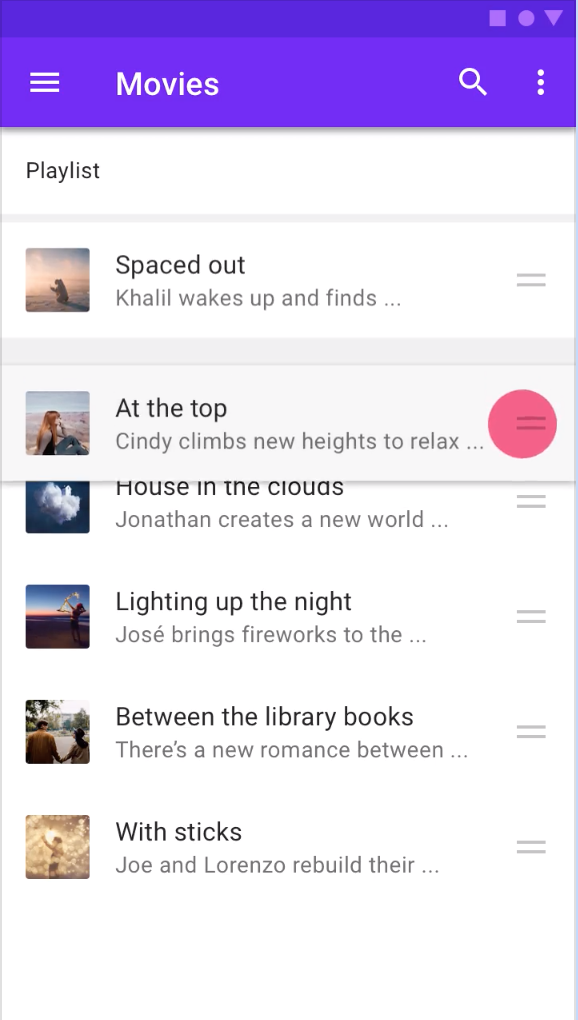 Movies
Playlist
Spaced out
Khalil wakes up and finds ...
At the top
Cindy climbs new heights to relax ...
House in the clouds
Jonathan creates a new world ...
Lighting up the night
José brings fireworks to the ...
Between the library books
There’s a new romance between ...
With sticks
Joe and Lorenzo rebuild their ...